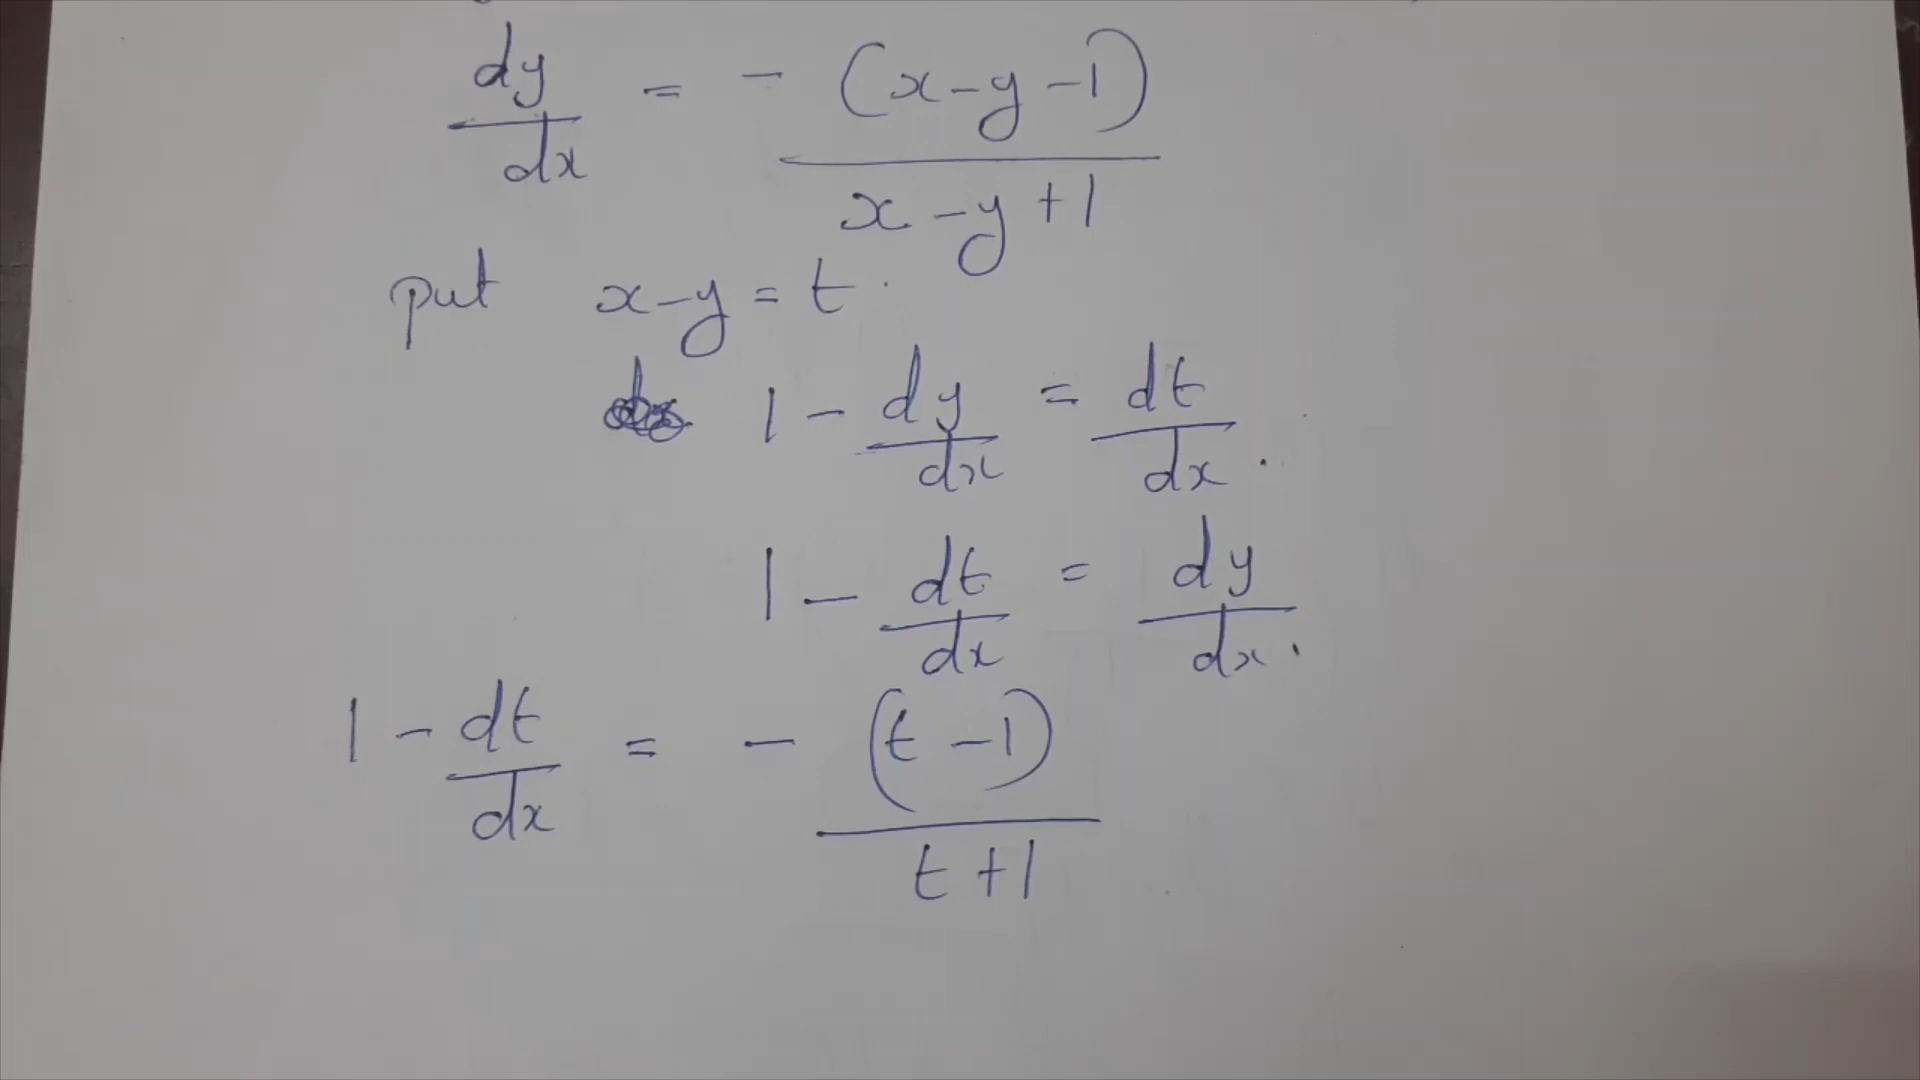 dy/dx = - (x-y-1)/(x-y+1)
put x-y = t.
1 - dy/dx = dt/dx.
1 - dt/dx = dy/dx.
1 - dt/dx = - (t-1)/(t+1)